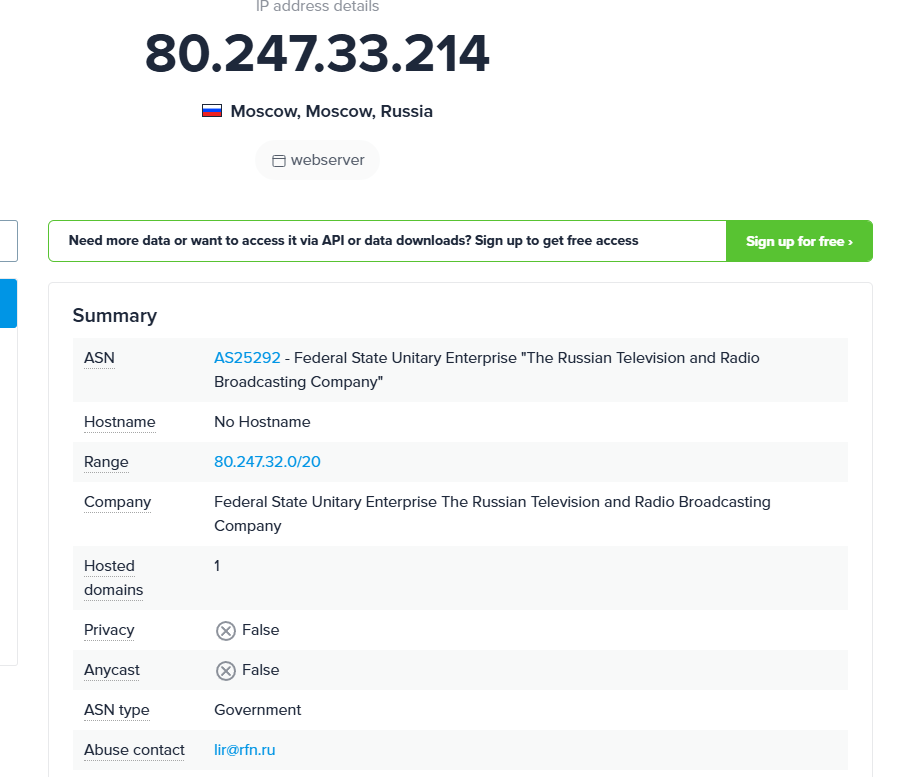 IP address details
80.247.33.214
Moscow, Moscow, Russia
webserver
Need more data or want to access it via API or data downloads? Sign up to get free access
Sign up for free ›
Summary
ASN
AS25292 - Federal State Unitary Enterprise "The Russian Television and Radio
Broadcasting Company"
Hostname
No Hostname
Range
80.247.32.0/20
Company
Federal State Unitary Enterprise The Russian Television and Radio Broadcasting
Company
Hosted
domains
1
Privacy
False
Anycast
False
ASN type
Government
Abuse contact
lir@rfn.ru